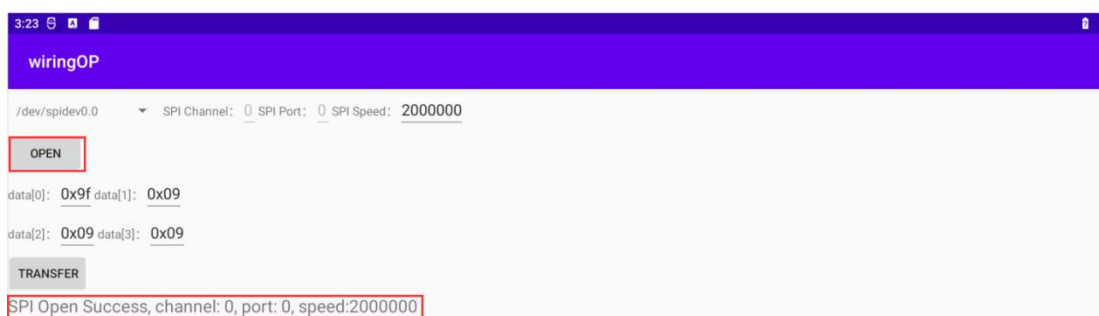 3:23
wiringOP
/dev/spidev0.0 SPI Channel: 0 SPI Port: 0 SPI Speed: 2000000
OPEN
data[0]: 0x9f data[1]: 0x09
data[2]: 0x09 data[3]: 0x09
TRANSFER
SPI Open Success, channel: 0, port: 0, speed:2000000